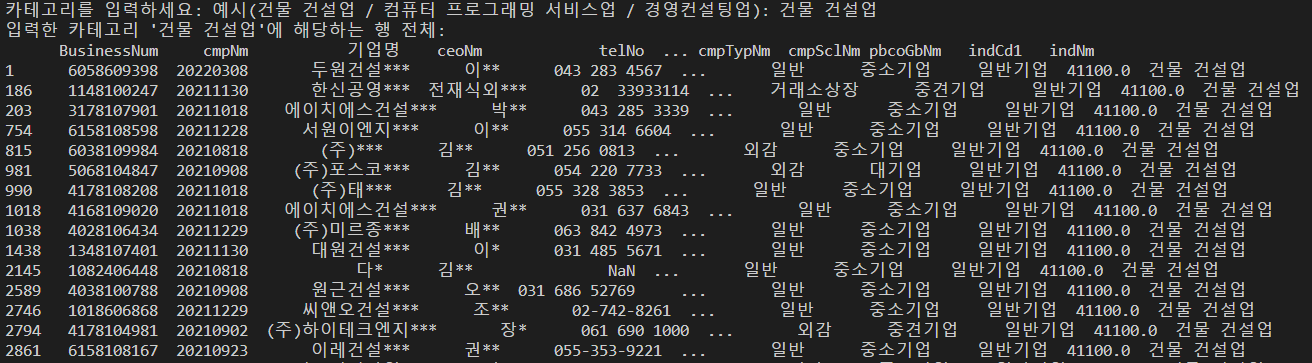 카테고리를 입력하세요: 예시(건물 건설업 / 컴퓨터 프로그래밍 서비스업 / 경영컨설팅업): 건물 건설업
입력한 카테고리 '건물 건설업'에 해당하는 행 전체:
BusinessNum cmpNm 기업명 ceoNm telNo ... cmpTypNm cmpSclNm pbcoGbNm indCd1 indNm
1 6058609398 20220308 두원건설*** 이** 043 283 4567 ... 일반 중소기업 일반기업 41100.0 건물 건설업
186 1148100247 20211130 한신공영*** 전재식외*** 02 33933114 ... 거래소상장 중견기업 일반기업 41100.0 건물 건설업
203 3178107901 20211018 에이치에스건설*** 박** 043 285 3339 ... 일반 중소기업 일반기업 41100.0 건물 건설업
754 6158108598 20211228 서원이엔지*** 이** 055 314 6604 ... 일반 중소기업 일반기업 41100.0 건물 건설업
815 6038109984 20210818 (주)*** 김** 051 256 0813 ... 외감 중소기업 일반기업 41100.0 건물 건설업
981 5068104847 20210908 (주)포스코*** 김** 054 220 7733 ... 외감 대기업 일반기업 41100.0 건물 건설업
990 4178108208 20211018 (주)태*** 김** 055 328 3853 ... 일반 중소기업 일반기업 41100.0 건물 건설업
1018 4168109020 20211018 에이치에스건설*** 권** 031 637 6843 ... 일반 중소기업 일반기업 41100.0 건물 건설업
1038 4028106434 20211229 (주)미르종*** 배** 063 842 4973 ... 일반 중소기업 일반기업 41100.0 건물 건설업
1438 1348107401 20211130 대원건설*** 이* 031 485 5671 ... 일반 중소기업 일반기업 41100.0 건물 건설업
2145 1082406448 20210818 다* 김** NaN ... 일반 중소기업 일반기업 41100.0 건물 건설업
2589 4038100788 20210908 원근건설*** 오** 031 686 52769 ... 일반 중소기업 일반기업 41100.0 건물 건설업
2746 1018606868 20211229 씨앤오건설*** 조** 02-742-8261 ... 일반 중소기업 일반기업 41100.0 건물 건설업
2794 4178104981 20210902 (주)하이테크엔지*** 장* 061 690 1000 ... 외감 중견기업 일반기업 41100.0 건물 건설업
2861 6158108167 20210923 이레건설*** 권** 055-353-9221 ... 일반 중소기업 일반기업 41100.0 건물 건설업